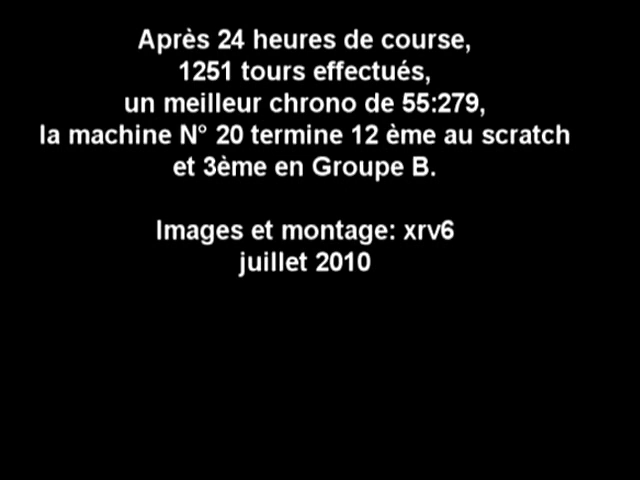 Après 24 heures de course,
1251 tours effectués,
un meilleur chrono de 55:279,
la machine N° 20 termine 12 ème au scratch
et 3ème en Groupe B.
Images et montage: xrv6
juillet 2010